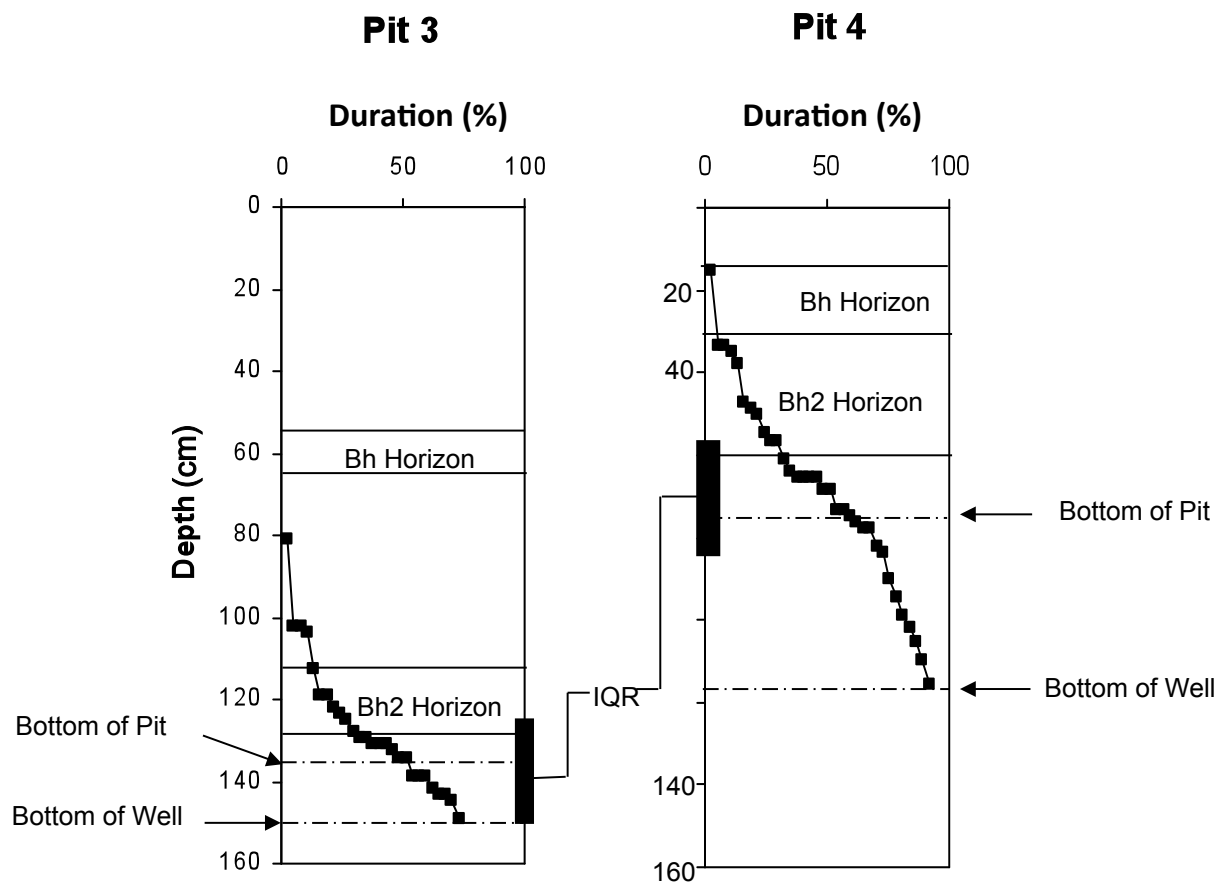 Pit 3
Pit 4
Duration (%)
Duration (%)
0 50 100
0 50 100
Depth (cm)
0
20
40
60
80
100
120
140
160
20
40
140
160
Bh Horizon
Bh2 Horizon
Bh Horizon
Bh2 Horizon
IQR
Bottom of Pit
Bottom of Well
Bottom of Pit
Bottom of Well